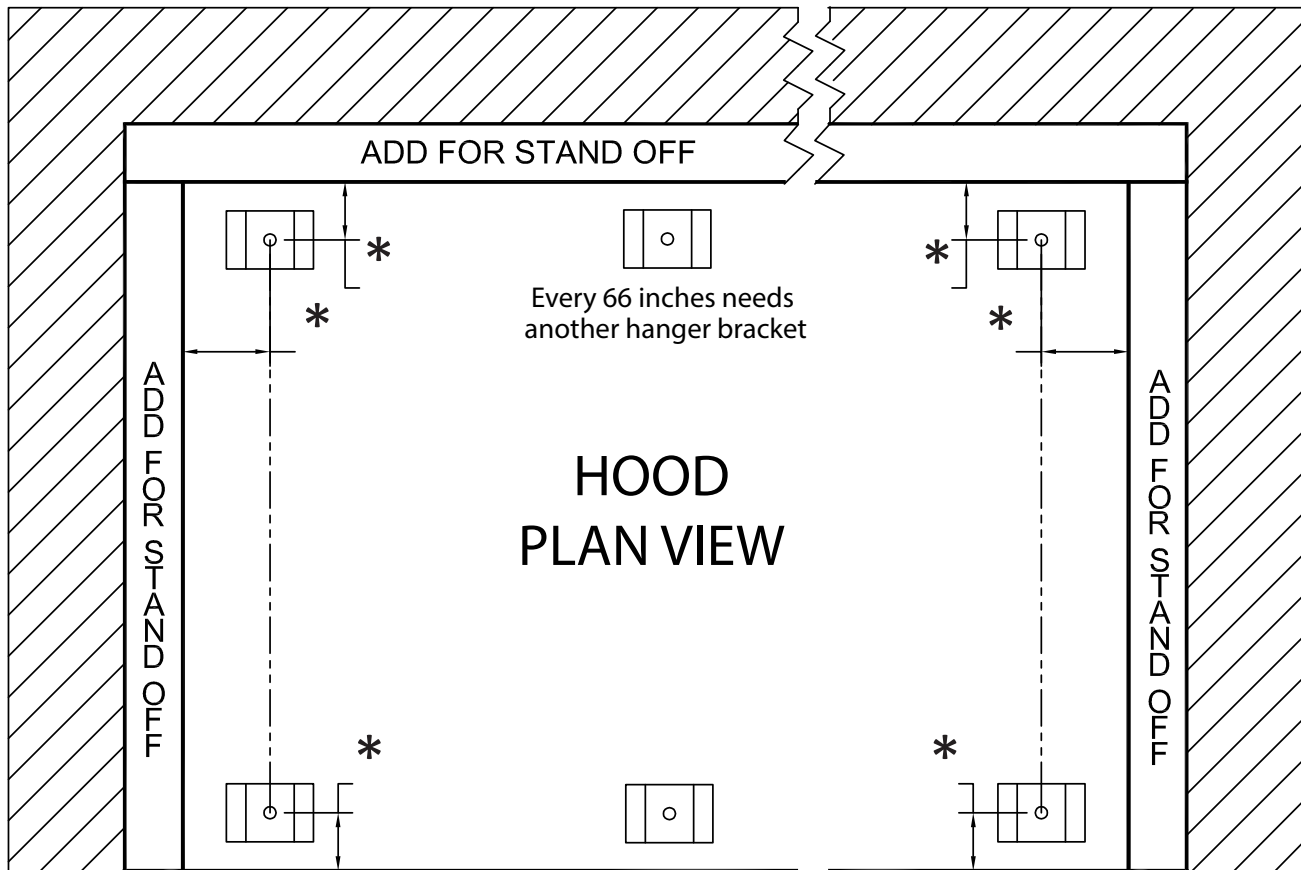 ADD FOR STAND OFF
*
*
*
*
Every 66 inches needs
another hanger bracket
ADD FOR STAND OFF
ADD FOR STAND OFF
HOOD
PLAN VIEW
*
*